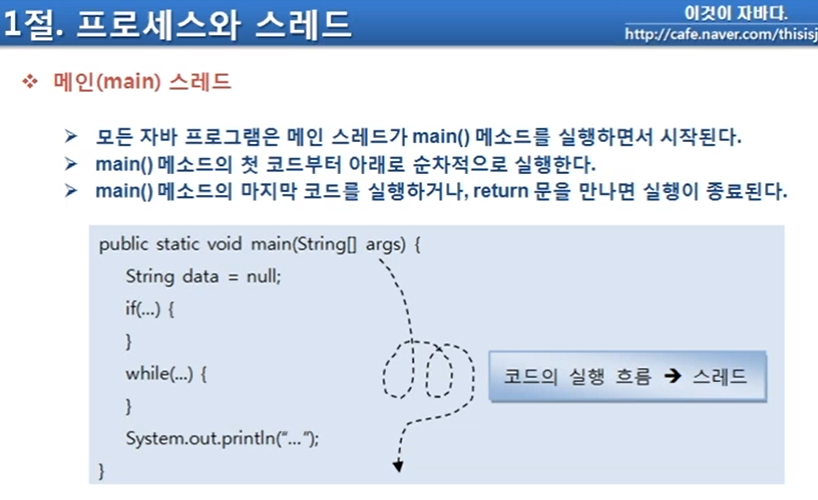 1절. 프로세스와 스레드
이것이 자바다.
http://cafe.naver.com/thisisj
❖ 메인(main) 스레드
➢ 모든 자바 프로그램은 메인 스레드가 main() 메소드를 실행하면서 시작된다.
➢ main() 메소드의 첫 코드부터 아래로 순차적으로 실행한다.
➢ main() 메소드의 마지막 코드를 실행하거나, return 문을 만나면 실행이 종료된다.
public static void main(String[] args) {
String data = null;
if(...) {
}
while(...) {
}
System.out.println("...");
}
코드의 실행 흐름 ➔ 스레드